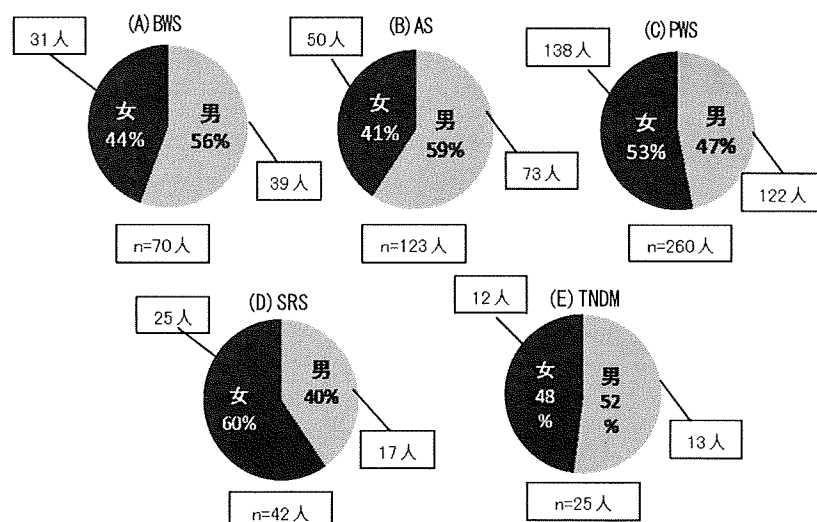 (A) BWS
31人
女
44%
男
56%
39人
n=70人
(B) AS
50人
女
41%
男
59%
73人
n=123人
(C) PWS
138人
女
53%
男
47%
122人
n=260人
(D) SRS
25人
女
60%
男
40%
17人
n=42人
(E) TNDM
12人
女
48
%
男
52
%
13人
n=25人